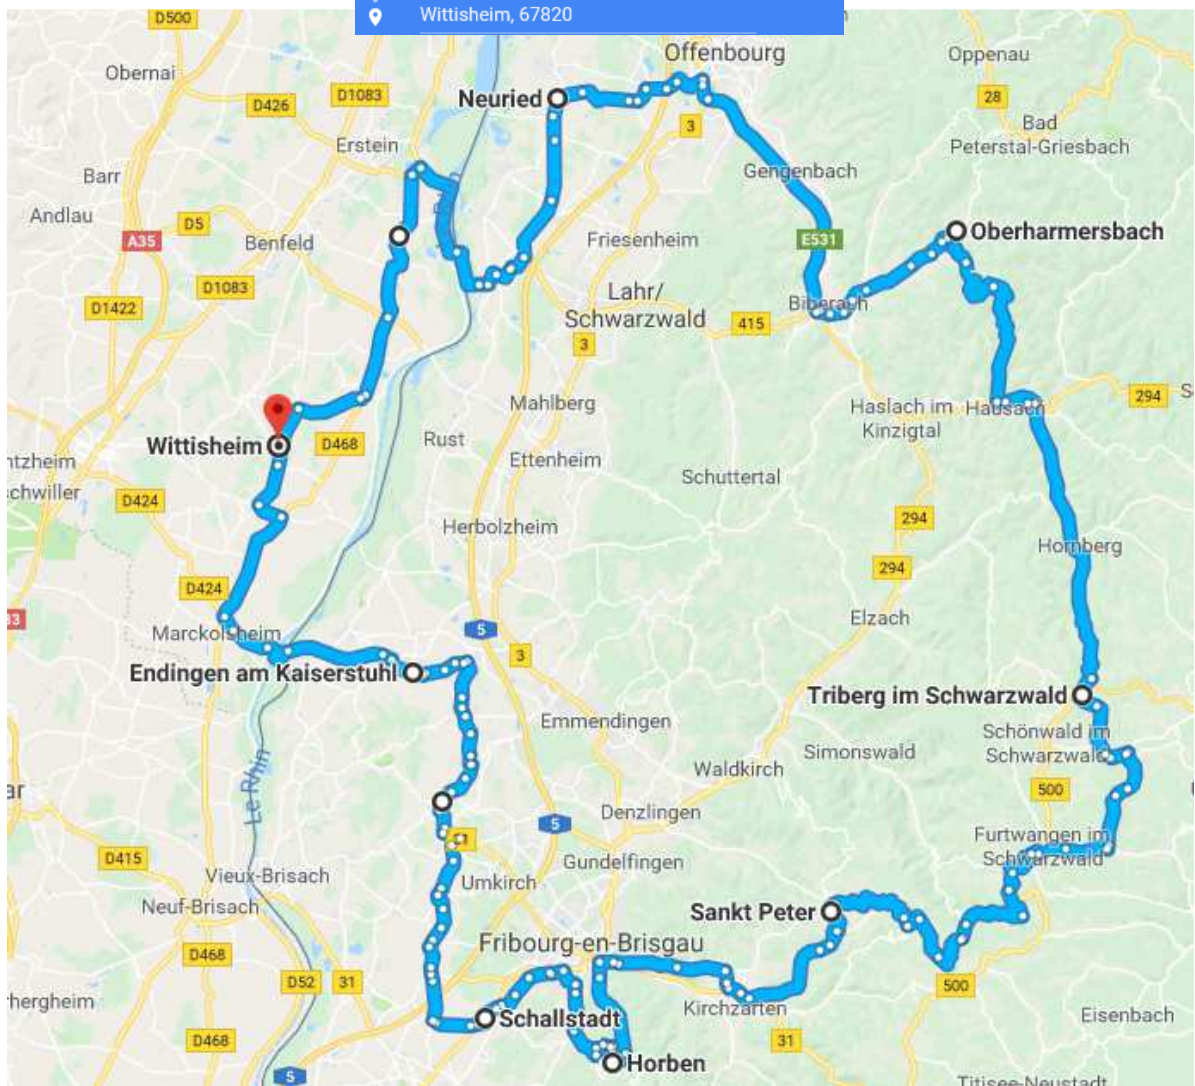 Wittisheim, 67820
D500
Offenbourg
Oppenau
Obernai
D1083
Neuried
28
D426
3
Bad
Peterstal-Griesbach
Erstein
Barr
Gengenbach
Andlau
D5
A35
Benfeld
Friesenheim
E531
Oberharmersbach
D1083
Lahr/
Schwarzwald
Biberach
D1422
415
3
294
Mahlberg
Haslach im
Kinzigtal
Hausach
Wittisheim
D468
Rust
Ettenheim
ntzheim
Schuttertal
schwiller
D424
Herbolzheim
294
Hornberg
294
D424
Elzach
33
Marckolsheim
5
3
Endingen am Kaiserstuhl
Triberg im Schwarzwald
Emmendingen
Schönwald im
Schwarzwald
Simonswald
Waldkirch
Le Rhin
ar
500
Denzlingen
5
Furtwangen im
Schwarzwald
D415
Gundelfingen
Vieux-Brisach
Umkirch
Neuf-Brisach
Sankt Peter
Fribourg-en-Brisgau
D468
D52
31
500
rhergheim
Kirchzarten
Schallstadt
Eisenbach
D468
31
Horben
5
Titisee-Neustadt